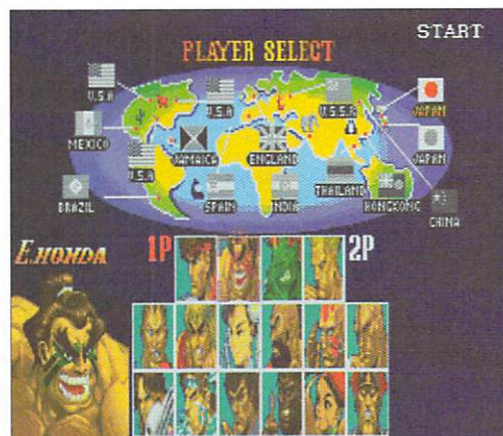 START
PLAYER SELECT
U.S.A
U.S.A
U.S.S.R
JAPAN
MEXICO
JAMAICA
ENGLAND
JAPAN
U.S.A
BRAZIL
SPAIN
INDIA
THAILAND
HONGKONG
CHINA
E.HONDA
1P
2P